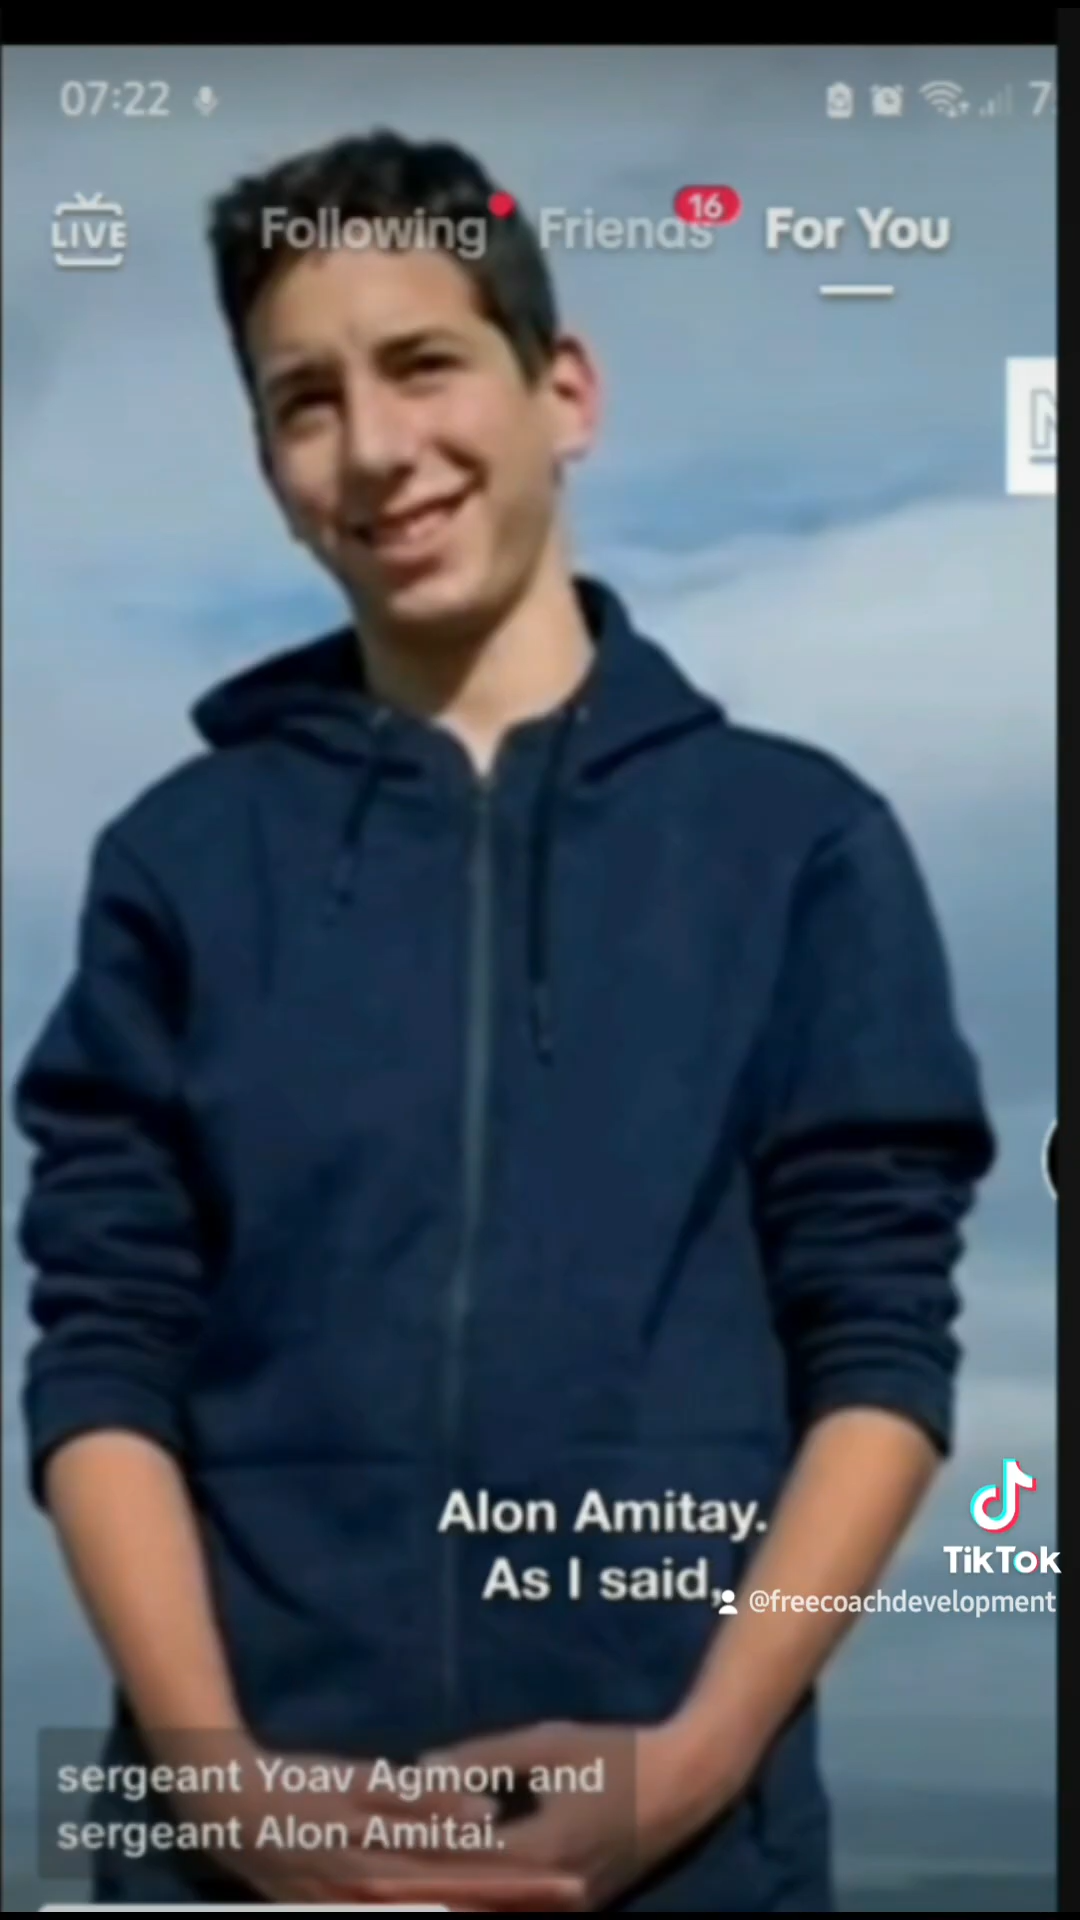 07:22
7
LIVE
Following
Friends
16
For You
N
Alon Amitay.
As I said,
TikTok
@freecoachdevelopment
sergeant Yoav Agmon and
sergeant Alon Amitai.